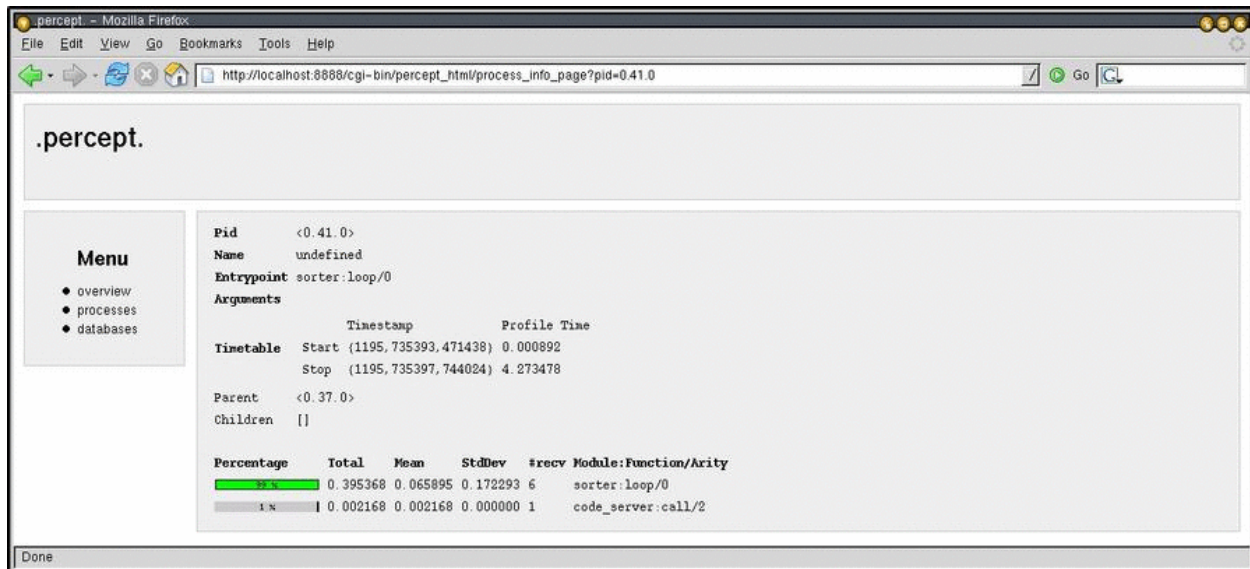 .percept. - Mozilla Firefox
File Edit View Go Bookmarks Tools Help
http://localhost:8888/cgi-bin/percept_html/process_info_page?pid=0.41.0 Go
.percept.
Menu
overview
processes
databases
Pid <0.41.0>
Name undefined
Entrypoint sorter:loop/0
Arguments
Timestamp Profile Time
Timetable Start {1195,735393,471438} 0.000892
Stop {1195,735397,744024} 4.273478
Parent <0.37.0>
Children []
Percentage Total Mean StdDev #recv Module:Function/Arity
99 % 0.395368 0.065895 0.172293 6 sorter:loop/0
1 % 0.002168 0.002168 0.000000 1 code_server:call/2
Done